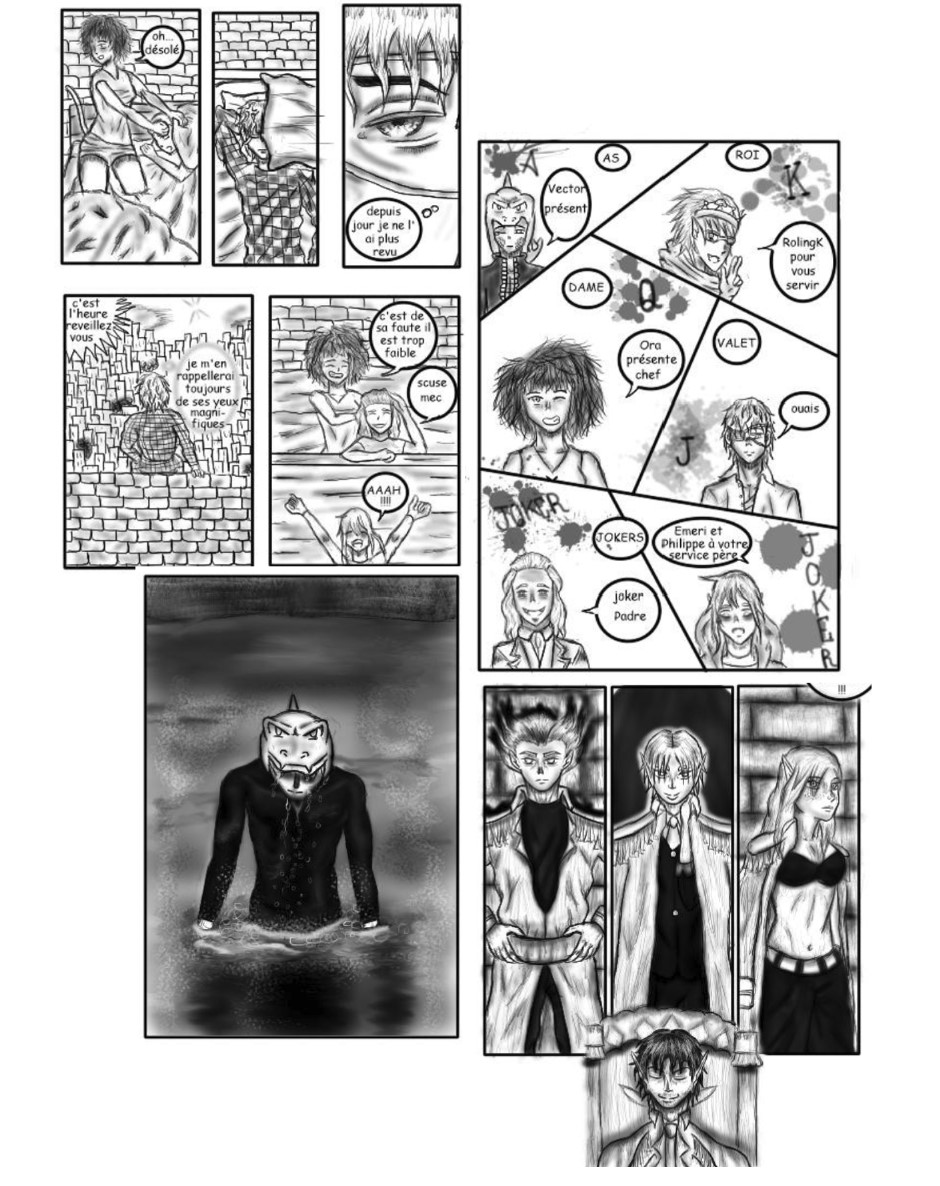 oh...
désolé
depuis
jour je ne l'
ai plus
revu
c'est
l'heure
reveillez
vous
je m'en
rappellerai
toujours
de ses yeux
magni-
fiques
c'est de
sa faute il
est trop
faible
scuse
mec
AAAH
!!!!
A
AS
Vector
présent
ROI
K
RolingK
pour
vous
servir
DAME
Q
Ora
présente
chef
VALET
J
ouais
JOKER
JOKERS
joker
Padre
Emeri et
Philippe à votre
service père
JOKER
!!!